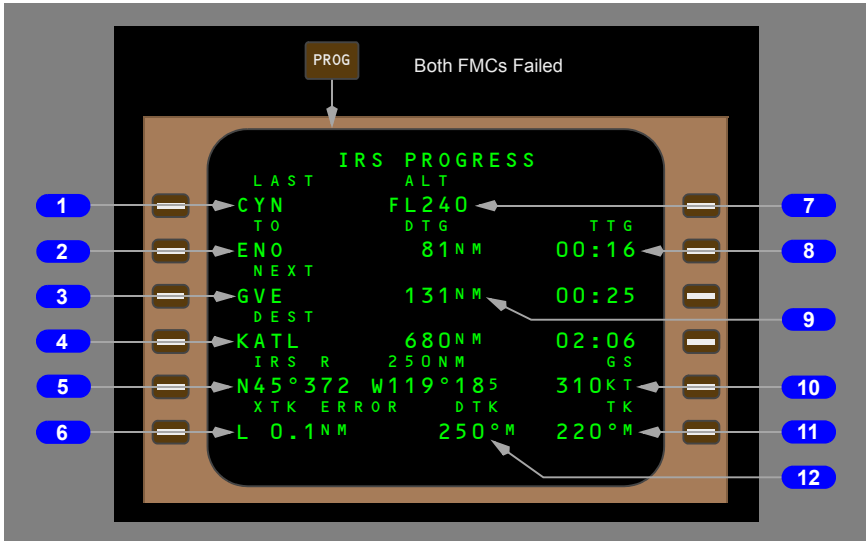 PROG
Both FMCs Failed
IRS PROGRESS
LAST ALT
1 CYN FL240 7
TO DTG TTG
2 ENO 81NM 00:16 8
NEXT
3 GVE 131NM 00:25
9
DEST
4 KATL 680NM 02:06
IRS R 250NM GS
5 N45°372 W119°185 310KT 10
XTK ERROR DTK TK
6 L 0.1NM 250°M 220°M 11
12